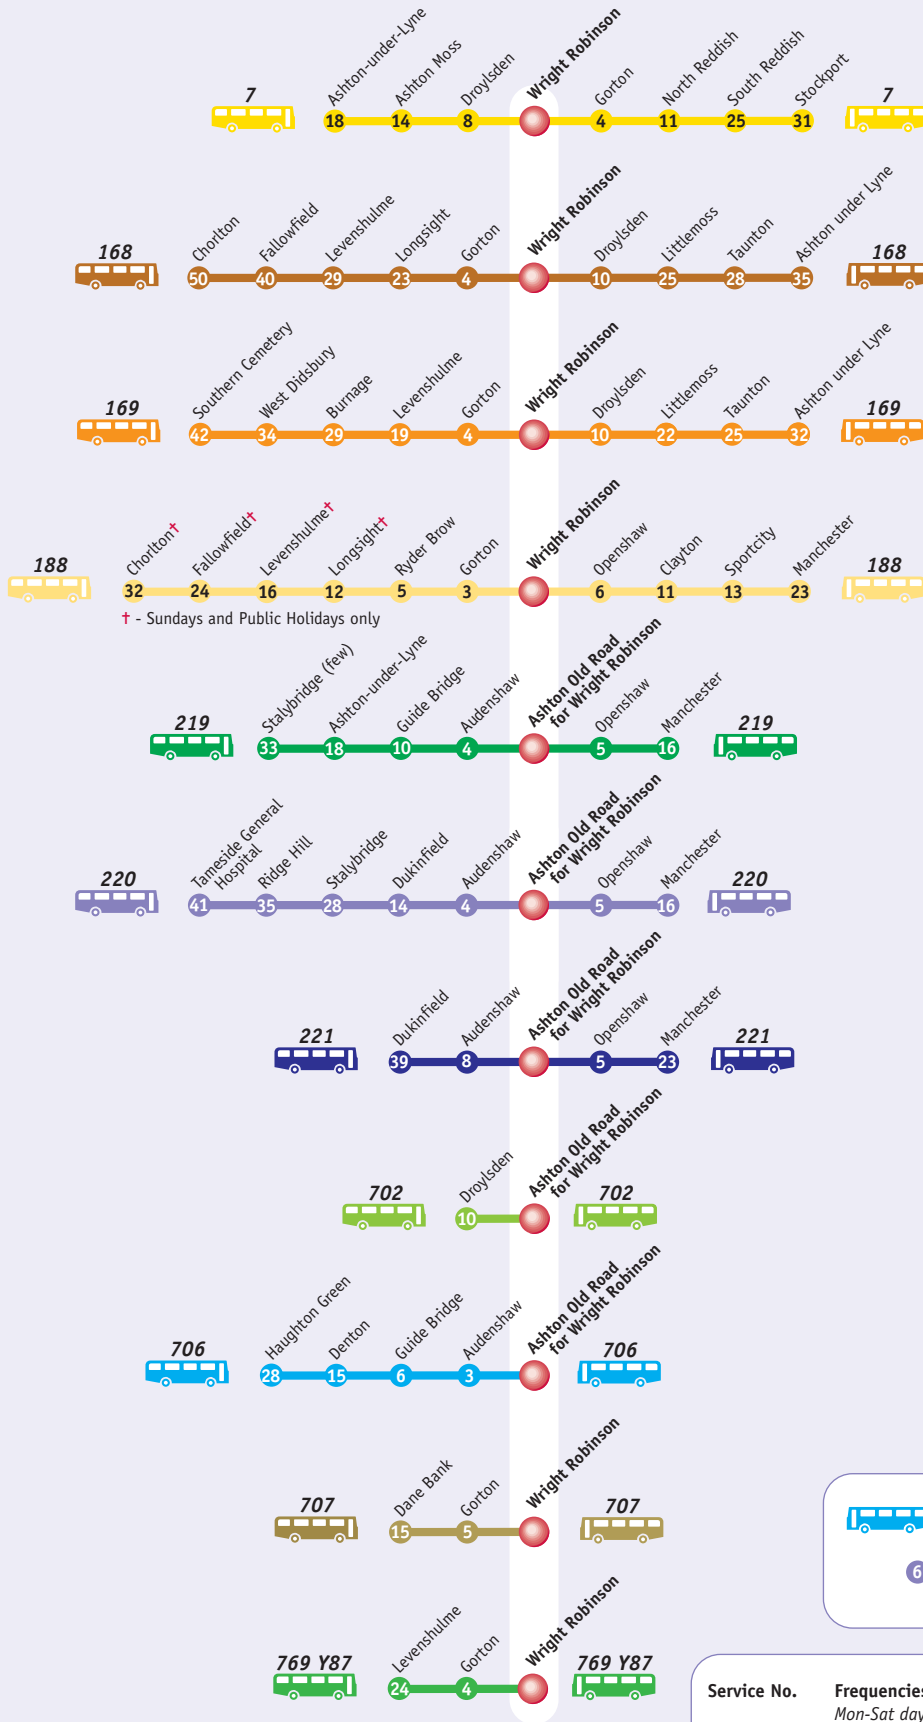 7
Ashton-under-Lyne
Ashton Moss
Droylsden
Wright Robinson
Gorton
North Reddish
South Reddish
Stockport
7
18 14 8 4 11 25 31
168
Chorlton
Fallowfield
Levenshulme
Longsight
Gorton
Wright Robinson
Droylsden
Littlemoss
Taunton
Ashton under Lyne
168
50 40 29 23 4 10 25 28 35
169
Southern Cemetery
West Didsbury
Burnage
Levenshulme
Gorton
Wright Robinson
Droylsden
Littlemoss
Taunton
Ashton under Lyne
169
42 34 29 19 4 10 22 25 32
188
Chorlton†
Fallowfield†
Levenshulme†
Longsight†
Ryder Brow
Gorton
Wright Robinson
Openshaw
Clayton
Sportcity
Manchester
188
32 24 16 12 5 3 6 11 13 23
† - Sundays and Public Holidays only
219
Stalybridge (few)
Ashton-under-Lyne
Guide Bridge
Audenshaw
Ashton Old Road
for Wright Robinson
Openshaw
Manchester
219
33 18 10 4 5 16
220
Tameside General
Hospital
Ridge Hill
Stalybridge
Dukinfield
Audenshaw
Ashton Old Road
for Wright Robinson
Openshaw
Manchester
220
41 35 28 14 4 5 16
221
Dukinfield
Audenshaw
Ashton Old Road
for Wright Robinson
Openshaw
Manchester
221
39 8 5 23
702
Droylsden
Ashton Old Road
for Wright Robinson
702
10
706
Haughton Green
Denton
Guide Bridge
Audenshaw
Ashton Old Road
for Wright Robinson
706
28 15 6 3
707
Dane Bank
Gorton
Wright Robinson
707
15 5
6
769 Y87
Levenshulme
Gorton
Wright Robinson
769 Y87
24 4
Service No. Frequencies
Mon-Sat day